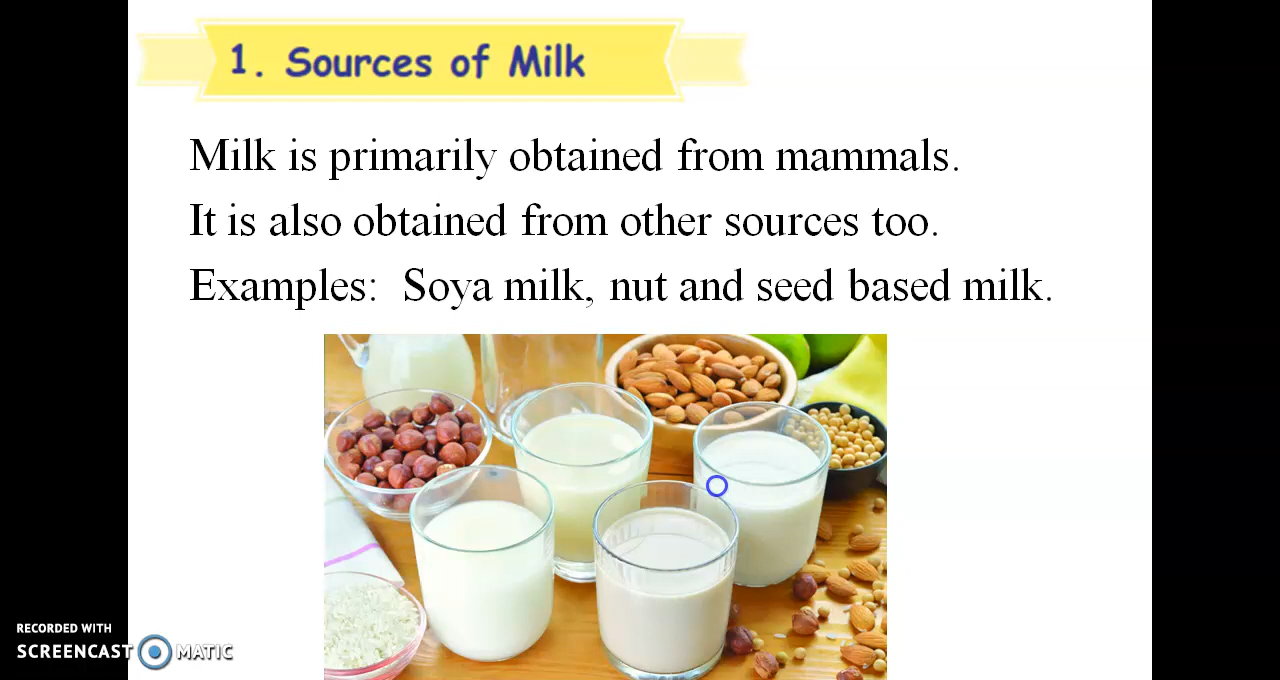 1. Sources of Milk
Milk is primarily obtained from mammals.
It is also obtained from other sources too.
Examples: Soya milk, nut and seed based milk.
RECORDED WITH
SCREENCAST MATIC